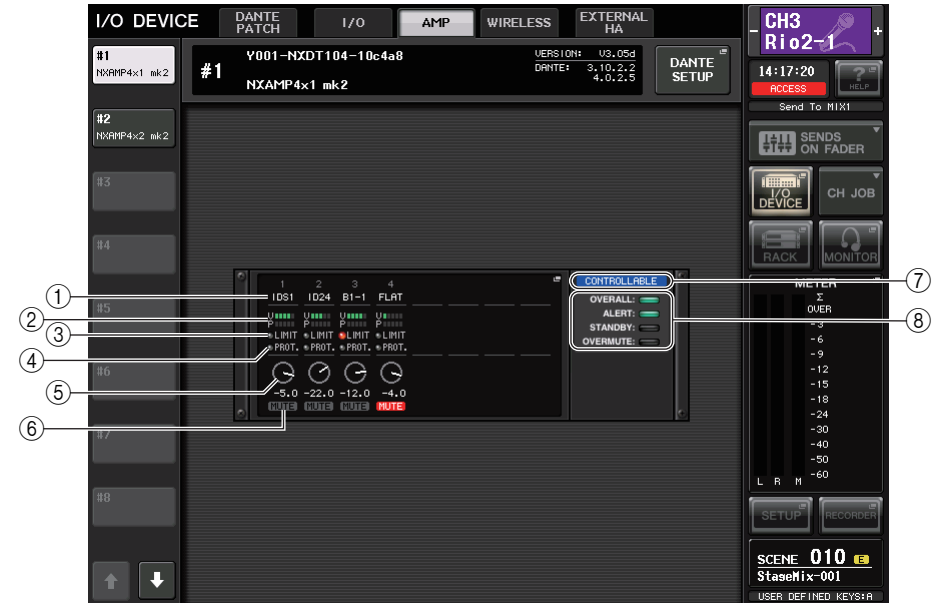 I/O DEVICE
DANTE PATCH
I/O
AMP
WIRELESS
EXTERNAL HA
#1
NXAMP4x1 mk2
#2
NXAMP4x2 mk2
#3
#4
#5
#6
#7
#8
#1
Y001-NXDT104-10c4a8
NXAMP4x1 mk2
VERSION: V3.05d
DANTE: 3.10.2.2
4.0.2.5
DANTE SETUP
1 2 3 4
IDS1 ID24 B1-1 FLAT
U U U U
P P P P
LIMIT LIMIT LIMIT LIMIT
PROT. PROT. PROT. PROT.
-5.0 -22.0 -12.0 -4.0
MUTE MUTE MUTE MUTE
CONTROLLABLE
OVERALL:
ALERT:
STANDBY:
OVERMUTE:
1
2
3
4
5
6
7
8
- CH3 +
Rio2-1
14:17:20
ACCESS
?
HELP
Send To MIX1
SENDS ON FADER
I/O DEVICE
CH JOB
RACK
MONITOR
METER
Σ
OVER
-3
-6
-9
-12
-15
-18
-24
-30
-40
-50
-60
L R M
SETUP
RECORDER
SCENE 010 E
StageMix-001
USER DEFINED KEYS:A